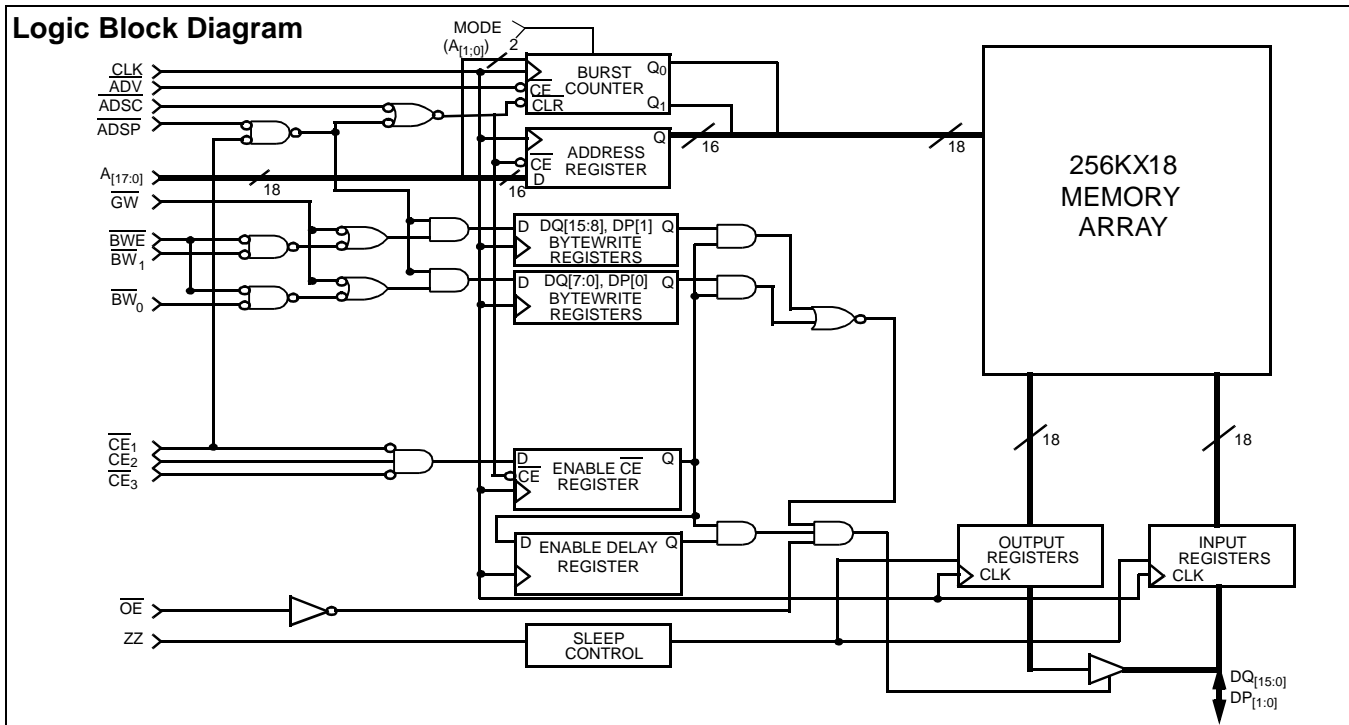 Logic Block Diagram
MODE
(A[1;0]) 2
CLK
ADV
ADSC
ADSP
A[17:0]
GW
BWE
BW1
BW0
CE1
CE2
CE3
OE
ZZ
BURST
COUNTER
CE
CLR
Q0
Q1
ADDRESS
REGISTER
CE
D
Q
18
16
16
18
256KX18
MEMORY
ARRAY
D DQ[15:8], DP[1] Q
BYTEWRITE
REGISTERS
D DQ[7:0], DP[0] Q
BYTEWRITE
REGISTERS
D ENABLE CE Q
CE REGISTER
D ENABLE DELAY Q
REGISTER
SLEEP
CONTROL
18
18
OUTPUT
REGISTERS
CLK
INPUT
REGISTERS
CLK
DQ[15:0]
DP[1:0]